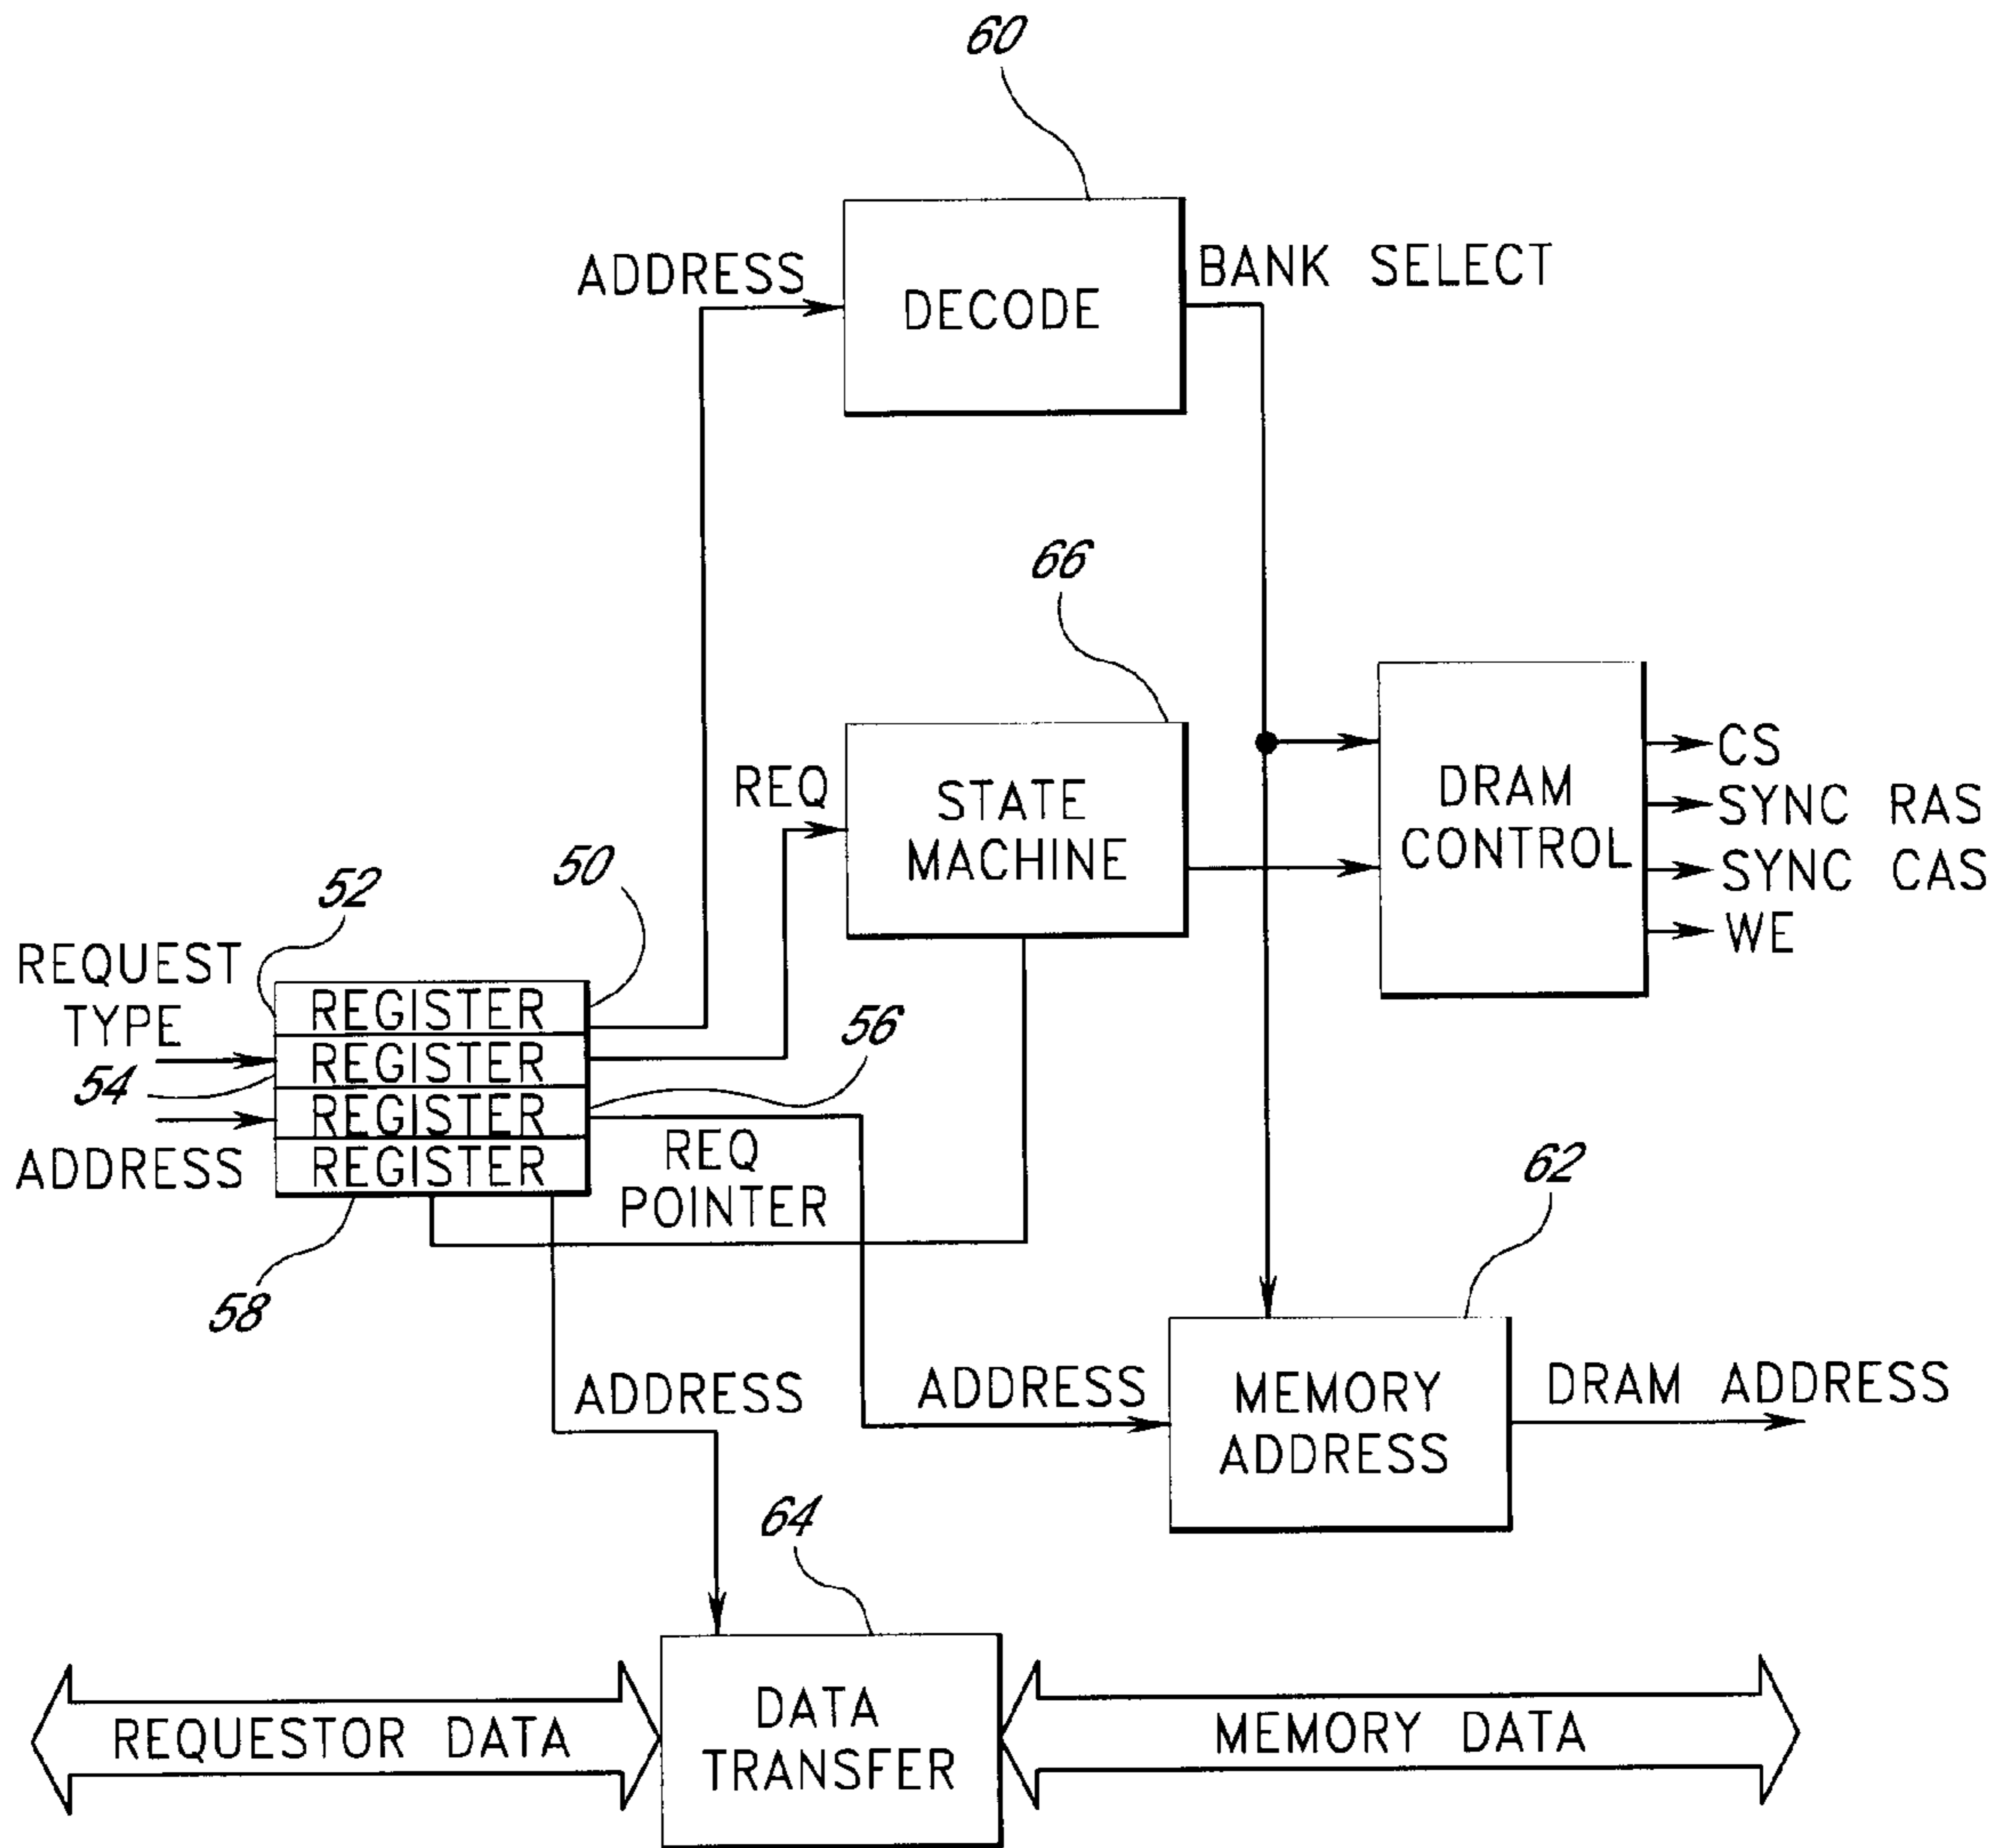 60
ADDRESS
DECODE
BANK SELECT
66
REQ
STATE
MACHINE
DRAM
CONTROL
CS
SYNC RAS
SYNC CAS
WE
52
50
REQUEST
TYPE
REGISTER
56
REGISTER
54
REGISTER
ADDRESS
REGISTER
REQ
POINTER
58
62
ADDRESS
ADDRESS
MEMORY
ADDRESS
DRAM ADDRESS
64
REQUESTOR DATA
DATA
TRANSFER
MEMORY DATA